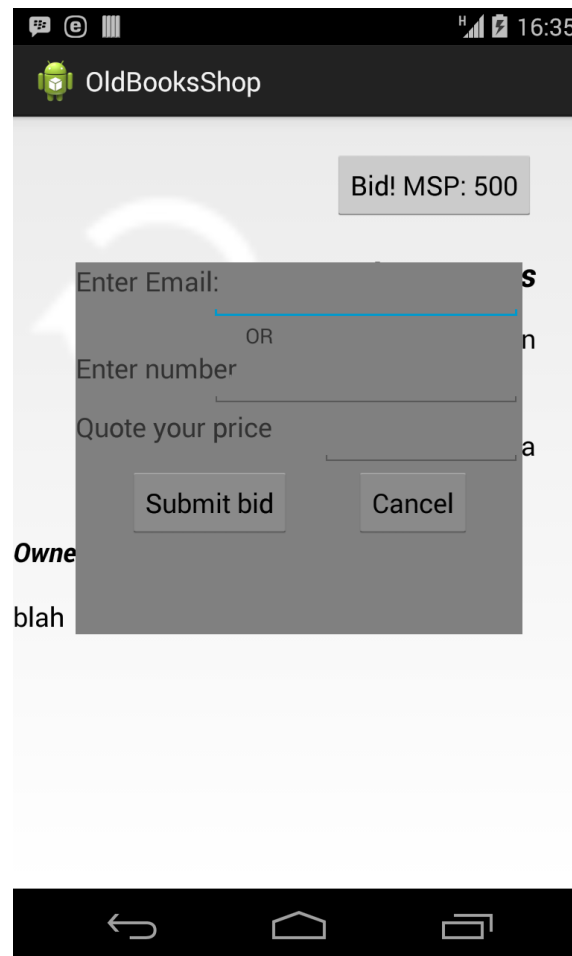 H 16:35
OldBooksShop
Bid! MSP: 500
Enter Email:
s
OR
n
Enter number
Quote your price
a
Submit bid Cancel
Owne
blah